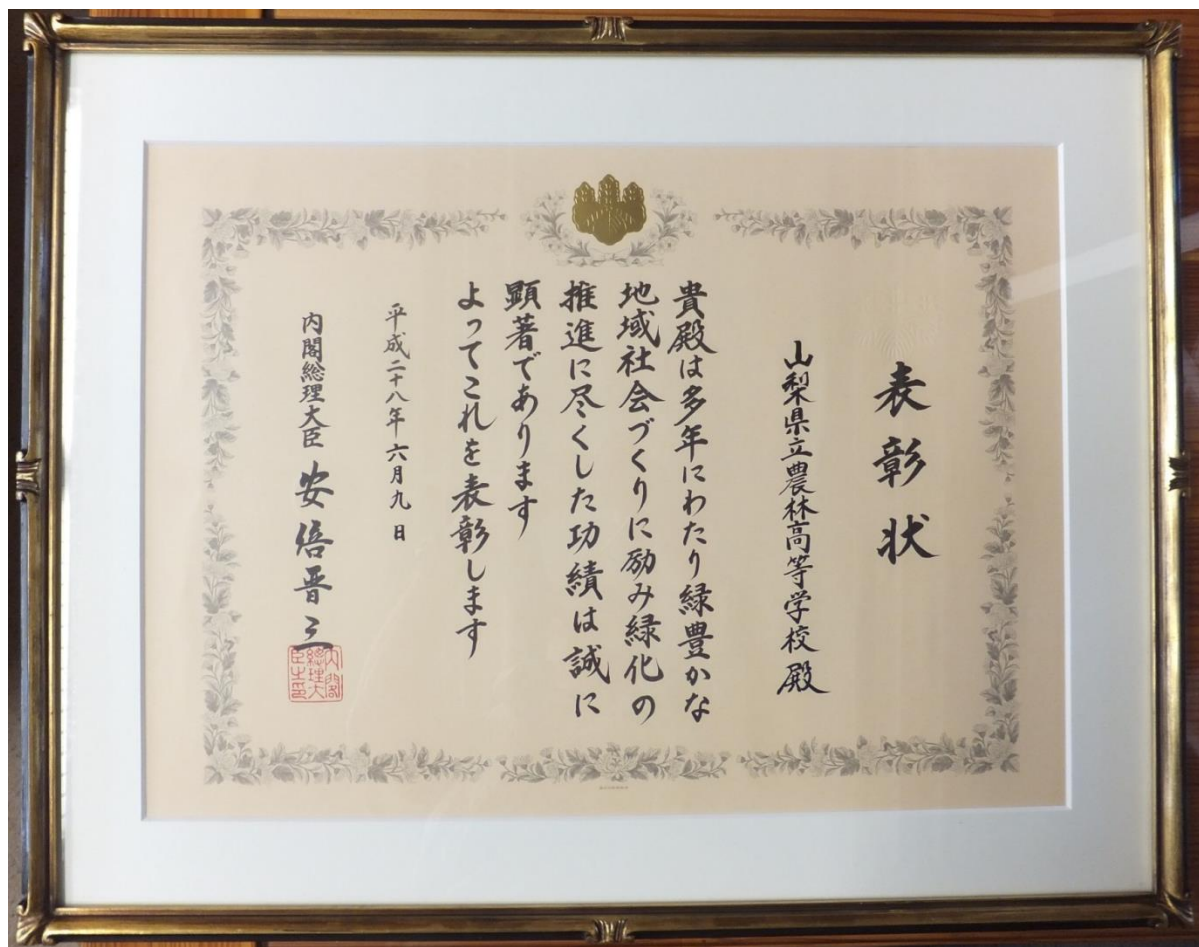 表彰状
山梨県立農林高等学校殿
貴殿は多年にわたり緑豊かな
地域社会づくりに励み緑化の
推進に尽くした功績は誠に
顕著であります
よってこれを表彰します
平成二十八年六月九日
内閣総理大臣 安倍晋三
内閣
總理大
臣之印